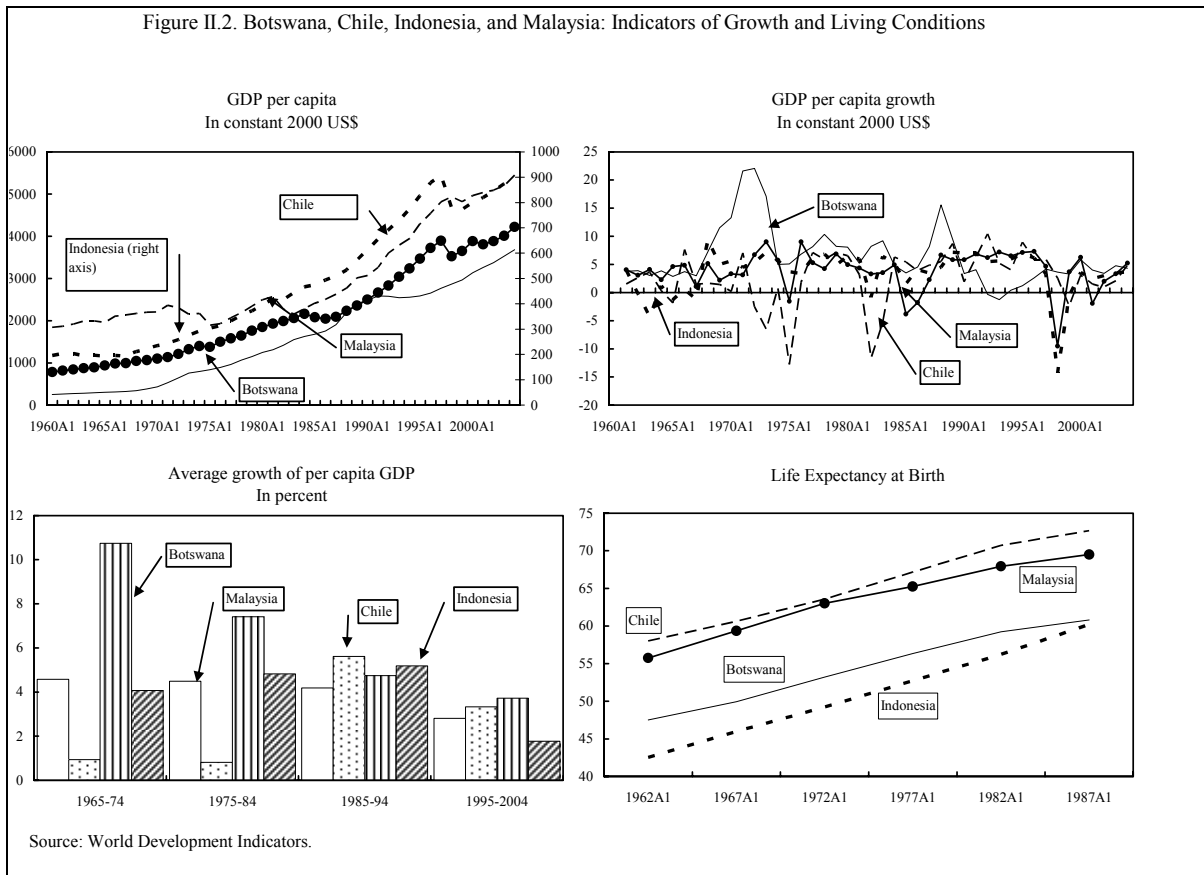 Figure II.2. Botswana, Chile, Indonesia, and Malaysia: Indicators of Growth and Living Conditions
GDP per capita
In constant 2000 US$
6000
5000
4000
3000
2000
1000
0
1000
900
800
700
600
500
400
300
200
100
0
Chile
Indonesia (right
axis)
Malaysia
Botswana
1960A1 1965A1 1970A1 1975A1 1980A1 1985A1 1990A1 1995A1 2000A1
GDP per capita growth
In constant 2000 US$
25
20
15
10
5
0
-5
-10
-15
-20
Botswana
Indonesia
Malaysia
Chile
1960A1 1965A1 1970A1 1975A1 1980A1 1985A1 1990A1 1995A1 2000A1
Average growth of per capita GDP
In percent
12
10
8
6
4
2
0
Botswana
Malaysia
Chile
Indonesia
1965-74 1975-84 1985-94 1995-2004
Life Expectancy at Birth
75
70
65
60
55
50
45
40
Chile
Malaysia
Botswana
Indonesia
1962A1 1967A1 1972A1 1977A1 1982A1 1987A1
Source: World Development Indicators.